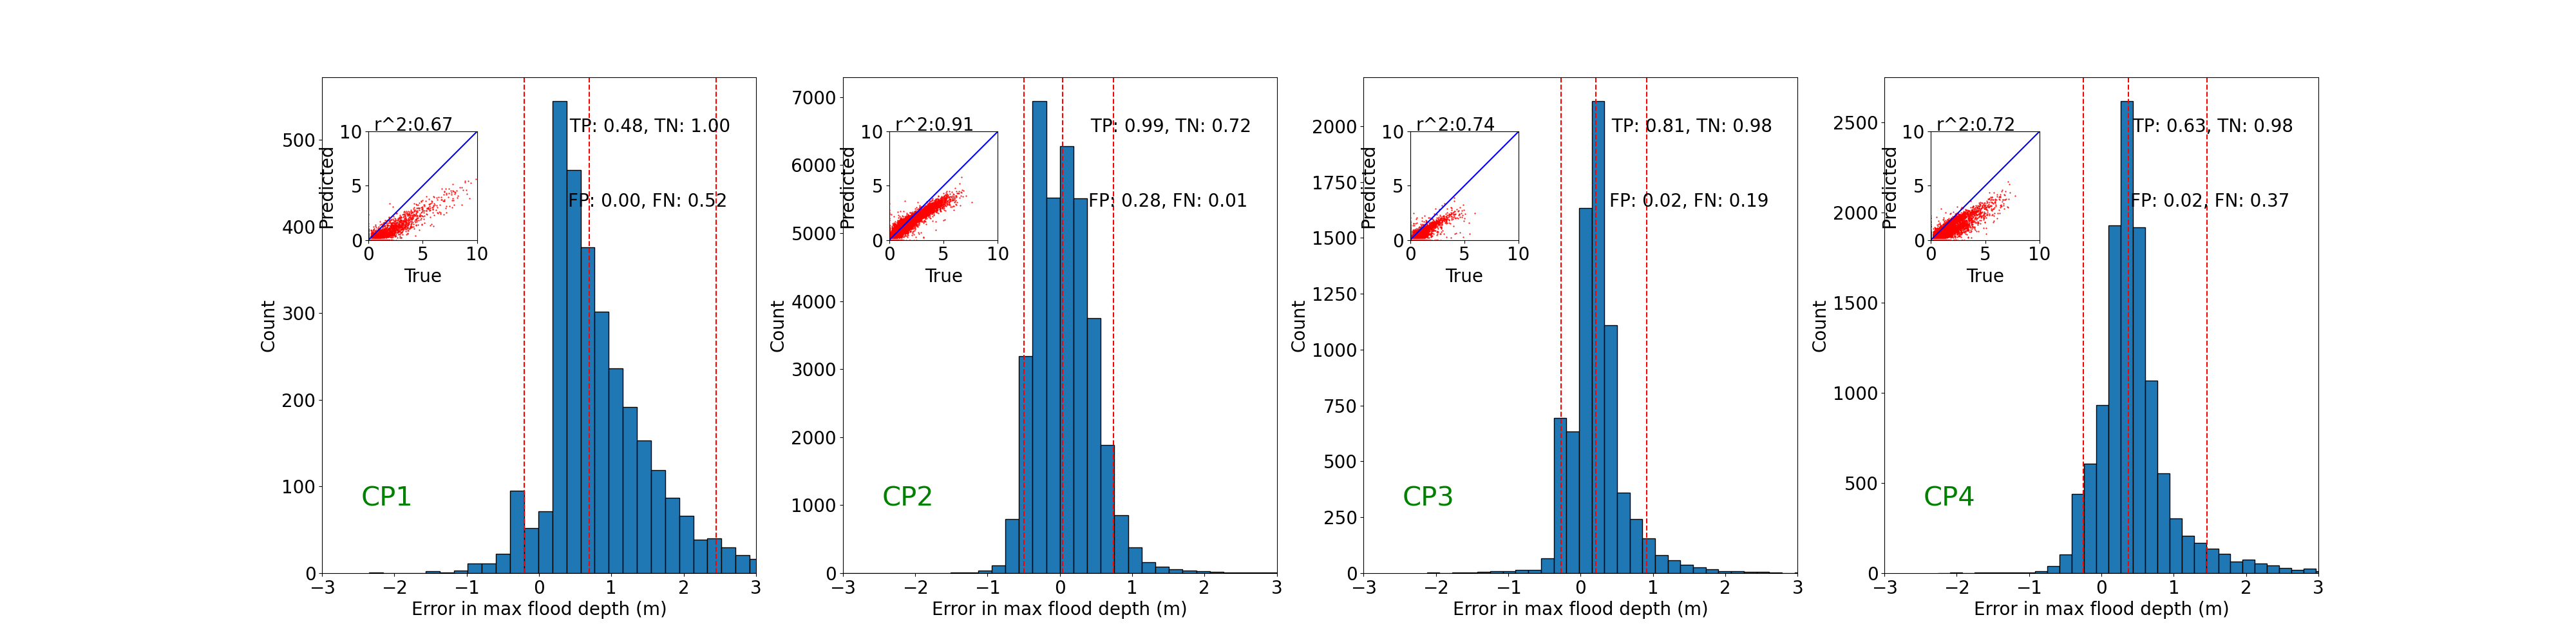 r^2:0.67
10
5
0
Predicted
0 5 10
True
TP: 0.48, TN: 1.00
FP: 0.00, FN: 0.52
500
400
300
200
100
0
Count
CP1
−3 −2 −1 0 1 2 3
Error in max flood depth (m)
r^2:0.91
10
5
0
Predicted
0 5 10
True
TP: 0.99, TN: 0.72
FP: 0.28, FN: 0.01
7000
6000
5000
4000
3000
2000
1000
0
Count
CP2
−3 −2 −1 0 1 2 3
Error in max flood depth (m)
r^2:0.74
10
5
0
Predicted
0 5 10
True
TP: 0.81, TN: 0.98
FP: 0.02, FN: 0.19
2000
1750
1500
1250
1000
750
500
250
0
Count
CP3
−3 −2 −1 0 1 2 3
Error in max flood depth (m)
r^2:0.72
10
5
0
Predicted
0 5 10
True
TP: 0.63, TN: 0.98
FP: 0.02, FN: 0.37
2500
2000
1500
1000
500
0
Count
CP4
−3 −2 −1 0 1 2 3
Error in max flood depth (m)